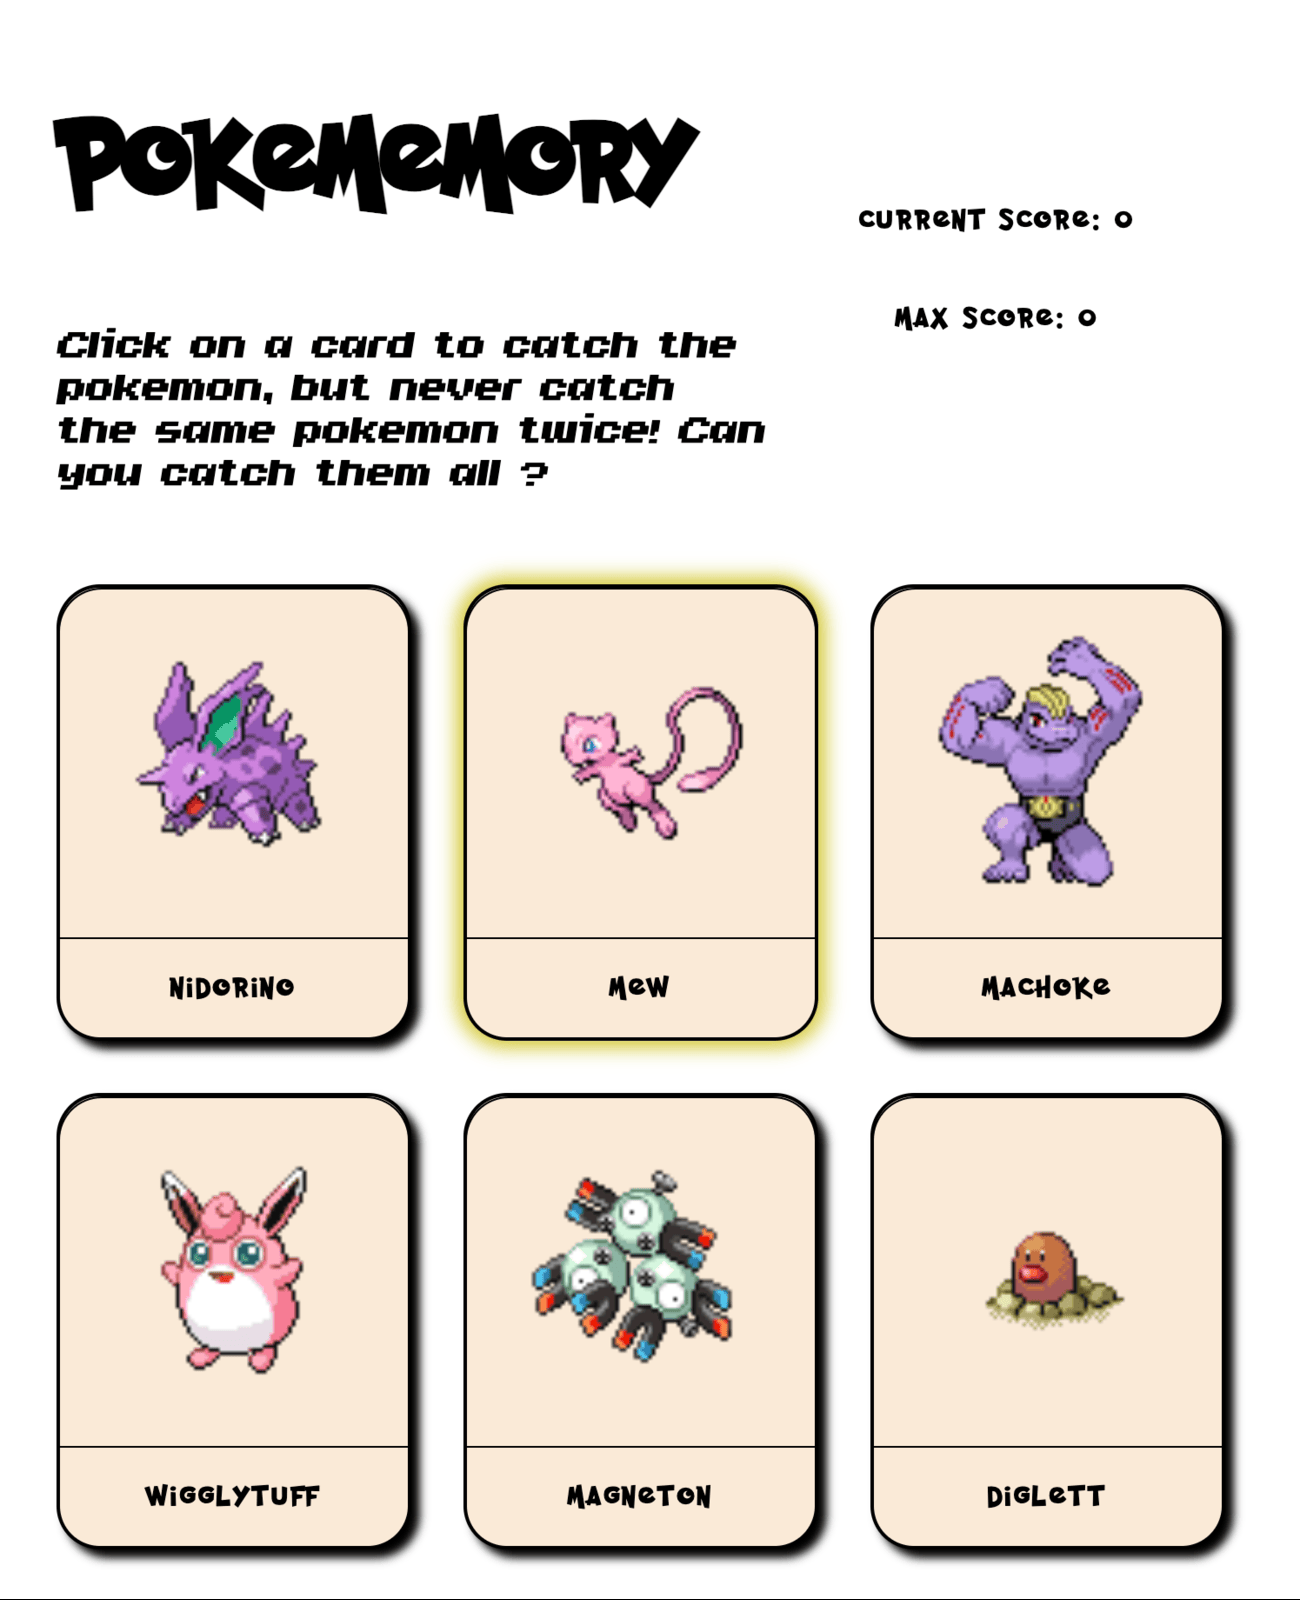 POKeMeMORY
CURReNT SCORe: 0
MAX SCORe: 0
Click on a card to catch the
pokemon, but never catch
the same pokemon twice! Can
you catch them all ?
NiDORiNO
MeW
MACHOKe
WiGGLYTUFF
MAGNeTON
DiGLeTT